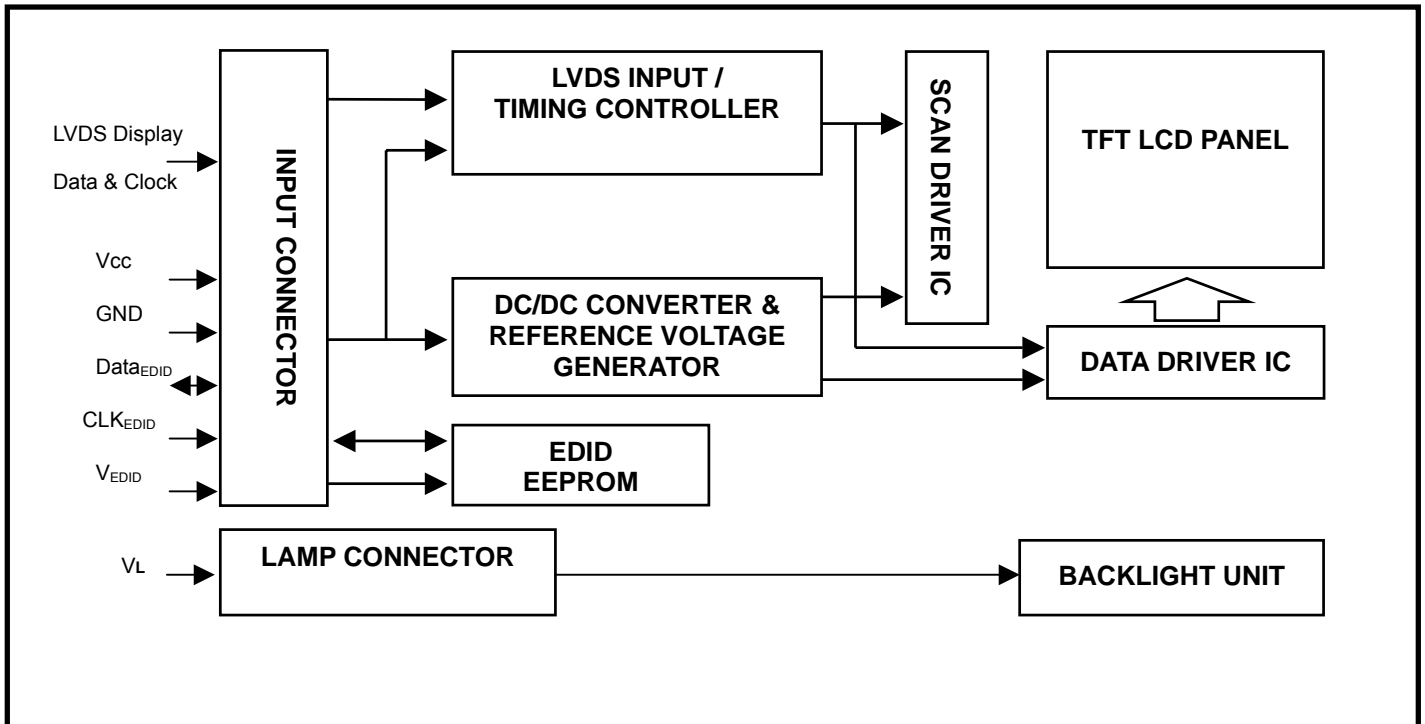 LVDS Display
Data & Clock
Vcc
GND
DataEDID
CLKEDID
VEDID
VL
INPUT CONNECTOR
LVDS INPUT /
TIMING CONTROLLER
DC/DC CONVERTER &
REFERENCE VOLTAGE
GENERATOR
EDID
EEPROM
SCAN DRIVER IC
TFT LCD PANEL
DATA DRIVER IC
LAMP CONNECTOR
BACKLIGHT UNIT